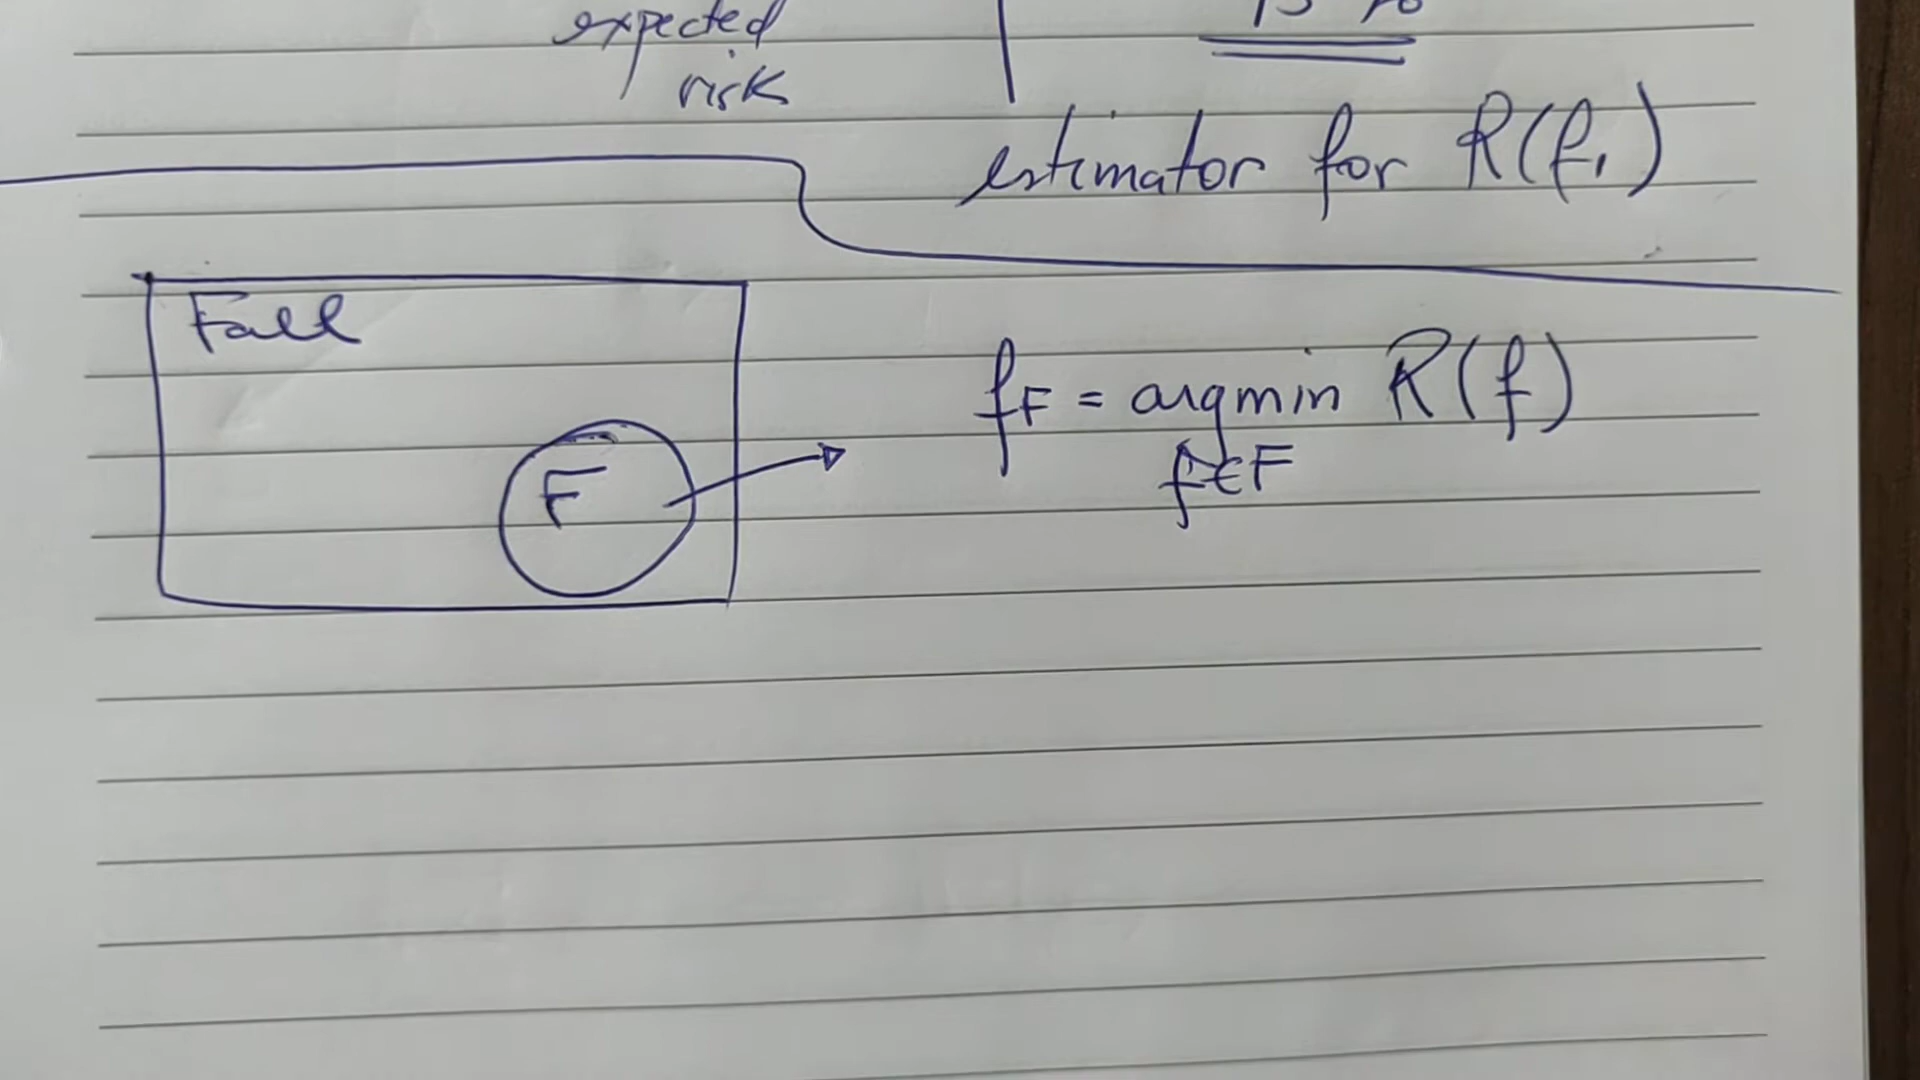 expected
risk
estimator for R(f₁)
Fall
F
f_F = argmin R(f)
f∈F